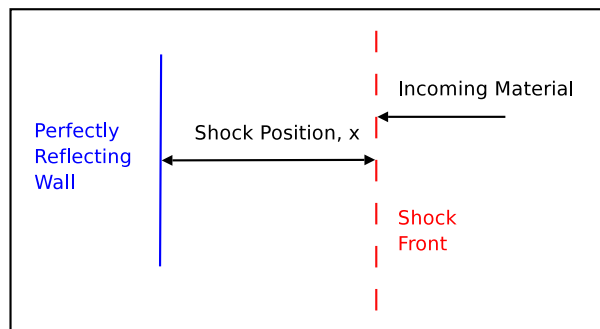 Incoming Material
Perfectly
Reflecting
Wall
Shock Position, x
Shock
Front